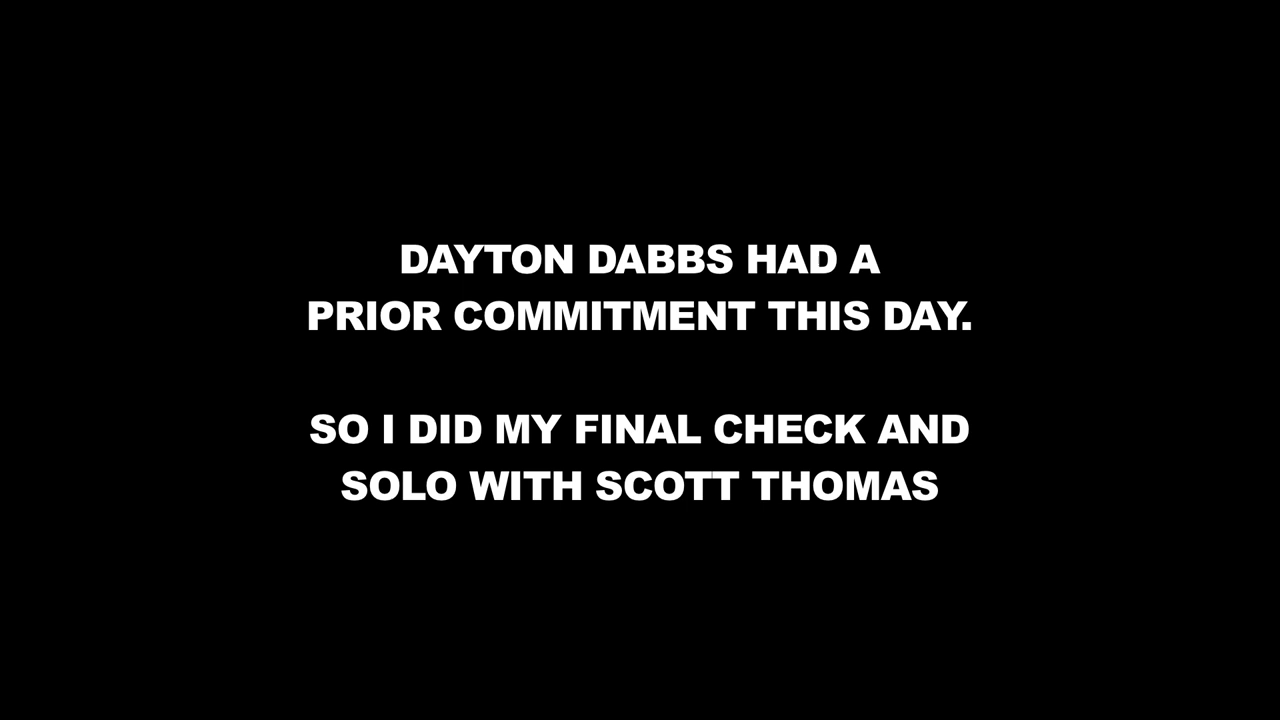 DAYTON DABBS HAD A
PRIOR COMMITMENT THIS DAY.
SO I DID MY FINAL CHECK AND
SOLO WITH SCOTT THOMAS